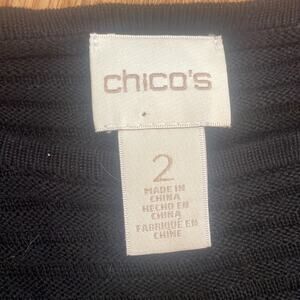 chico's
2
MADE IN
CHINA
HECHO EN
CHINA
FABRIQUÉ EN
CHINE